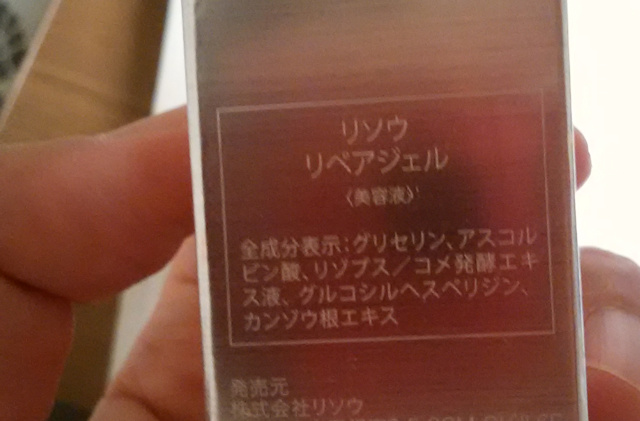 リソウ
リペアジェル
〈美容液〉
全成分表示:グリセリン、アスコル
ビン酸、リゾプス／コメ発酵エキ
ス液、グルコシルヘスペリジン、
カンゾウ根エキス
発売元
株式会社リソウ